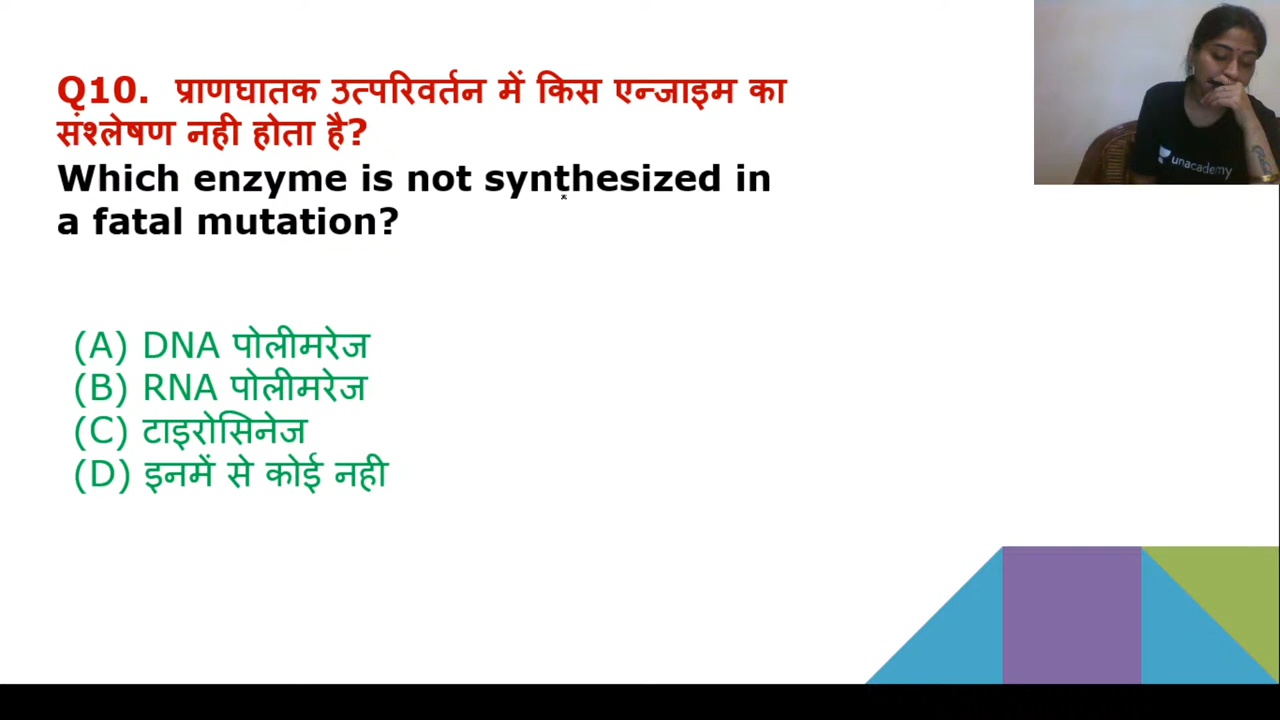 Q10. प्राणघातक उत्परिवर्तन में किस एन्जाइम का
संश्लेषण नही होता है?
Which enzyme is not synthesized in
a fatal mutation?
(A) DNA पोलीमरेज
(B) RNA पोलीमरेज
(C) टाइरोसिनेज
(D) इनमें से कोई नही
unacademy